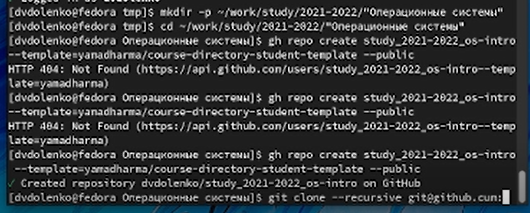 [dvdolenko@fedora tmp]$ mkdir -p ~/work/study/2021-2022/"Операционные системы"
[dvdolenko@fedora tmp]$ cd ~/work/study/2021-2022/"Операционные системы"
[dvdolenko@fedora Операционные системы]$ gh repo create study_2021-2022_os-intro--template=yamadharma/course-directory-student-template --public
HTTP 404: Not Found (https://api.github.com/users/study_2021-2022_os-intro--template=yamadharma)
[dvdolenko@fedora Операционные системы]$ gh repo create study_2021-2022_os-intro--template=yamadharma/course-directory-student-template --public
HTTP 404: Not Found (https://api.github.com/users/study_2021-2022_os-intro--template=yamadharma)
[dvdolenko@fedora Операционные системы]$ gh repo create study_2021-2022_os-intro --template=yamadharma/course-directory-student-template --public
✓ Created repository dvdolenko/study_2021-2022_os-intro on GitHub
[dvdolenko@fedora Операционные системы]$ git clone --recursive git@github.com: